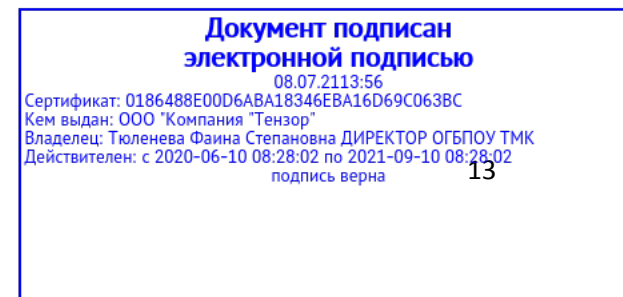 Документ подписан
электронной подписью
08.07.2113:56
Сертификат: 0186488E00D6ABA18346EBA16D69C063BC
Кем выдан: ООО "Компания "Тензор"
Владелец: Тюленева Фаина Степановна ДИРЕКТОР ОГБПОУ ТМК
Действителен: с 2020-06-10 08:28:02 по 2021-09-10 08:28:02
подпись верна
13